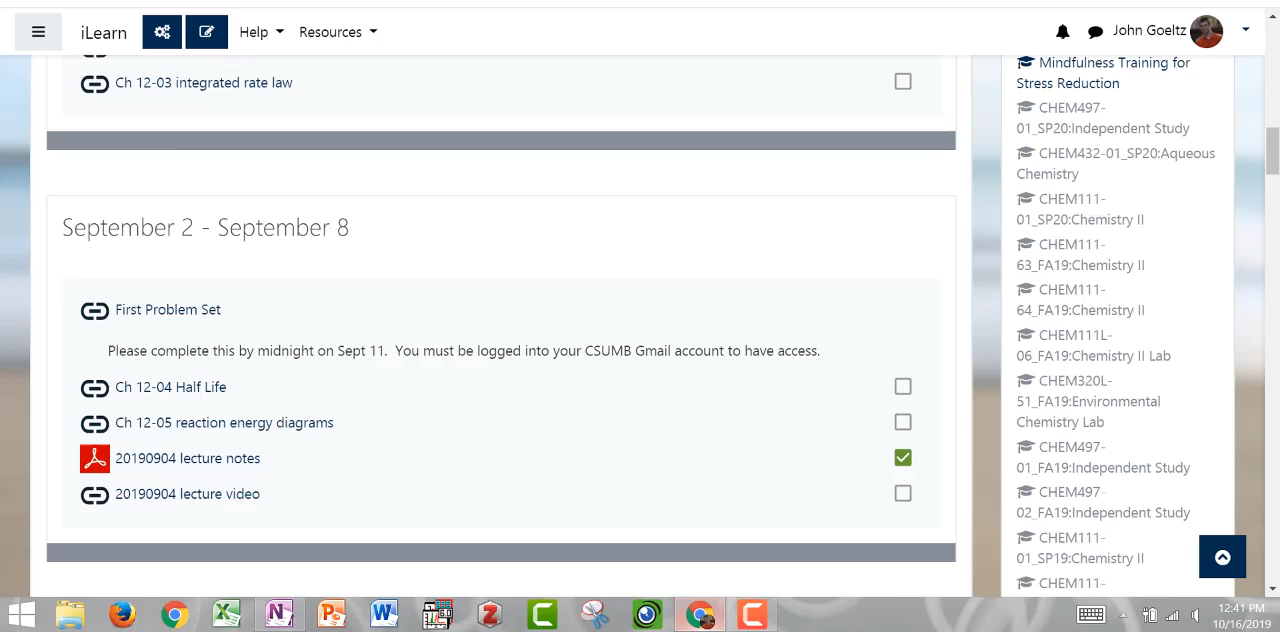 iLearn
Help
Resources
John Goeltz
Ch 12-03 integrated rate law
September 2 - September 8
First Problem Set
Please complete this by midnight on Sept 11. You must be logged into your CSUMB Gmail account to have access.
Ch 12-04 Half Life
Ch 12-05 reaction energy diagrams
20190904 lecture notes
20190904 lecture video
Mindfulness Training for
Stress Reduction
CHEM497-
01_SP20:Independent Study
CHEM432-01_SP20:Aqueous
Chemistry
CHEM111-
01_SP20:Chemistry II
CHEM111-
63_FA19:Chemistry II
CHEM111-
64_FA19:Chemistry II
CHEM111L-
06_FA19:Chemistry II Lab
CHEM320L-
51_FA19:Environmental
Chemistry Lab
CHEM497-
01_FA19:Independent Study
CHEM497-
02_FA19:Independent Study
CHEM111-
01_SP19:Chemistry II
CHEM111-
12:41 PM
10/16/2019